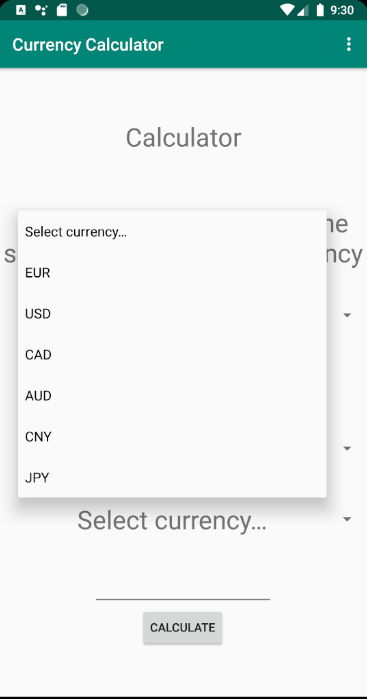 9:30
Currency Calculator
Calculator
Select currency...
EUR
USD
CAD
AUD
CNY
JPY
Select currency...
CALCULATE